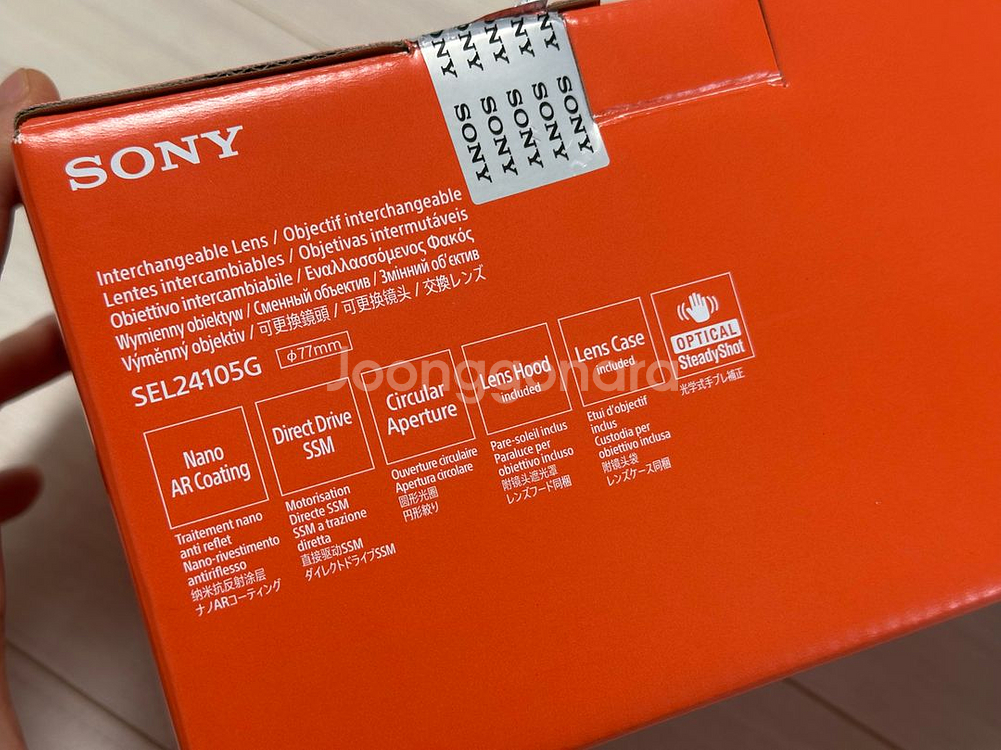 SONY
SONY SONY SONY SONY SONY
SONY SONY SONY SONY SONY
Interchangeable Lens / Objectif interchangeable
Lentes intercambiables / Objetivas intermutáveis
Obiettivo intercambiabile / Εναλλασσόμενος Φακός
Wymienny obiektyw / Сменный объектив / Змінний об'єктив
Výměnný objektiv / 可更換鏡頭 / 可更换镜头 / 交換レンズ
SEL24105G
φ77mm
Joonggonara
Nano
AR Coating
Traitement nano
anti reflet
Nano-rivestimento
antiriflesso
纳米抗反射涂层
ナノARコーティング
Direct Drive
SSM
Motorisation
Directe SSM
SSM a trazione
diretta
直接驱动SSM
ダイレクトドライブSSM
Circular
Aperture
Ouverture circulaire
Apertura circolare
圆形光圈
円形絞り
Lens Hood
included
Pare-soleil inclus
Paraluce per
obiettivo incluso
附镜头遮光罩
レンズフード同梱
Lens Case
included
Etui d'objectif
inclus
Custodia per
obiettivo inclusa
附镜头袋
レンズケース同梱
OPTICAL
SteadyShot
光学式手ブレ補正